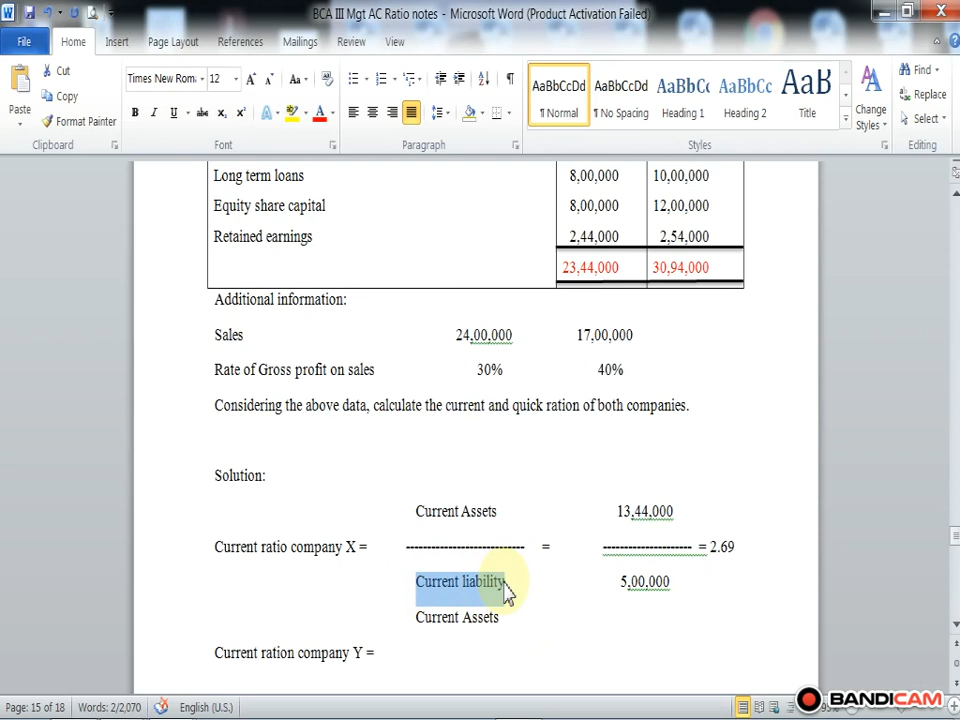 BCA III Mgt AC Ratio notes - Microsoft Word (Product Activation Failed)
File Home Insert Page Layout References Mailings Review View
Paste
Cut
Copy
Format Painter
Times New Rom 12
Aa
AaBbCcDd AaBbCcDd AaBbCc AaBbCc AaB
¶ Normal ¶ No Spacing Heading 1 Heading 2 Title
Change Styles
Find
Replace
Select
Clipboard Font Paragraph Styles Editing
Long term loans 8,00,000 10,00,000
Equity share capital 8,00,000 12,00,000
Retained earnings 2,44,000 2,54,000
23,44,000 30,94,000
Additional information:
Sales 24,00,000 17,00,000
Rate of Gross profit on sales 30% 40%
Considering the above data, calculate the current and quick ration of both companies.
Solution:
Current Assets 13,44,000
Current ratio company X = --------------------------- = --------------------- = 2.69
Current liability 5,00,000
Current Assets
Current ration company Y =
Page: 15 of 18 Words: 2/2,070 English (U.S.)
BANDICAM